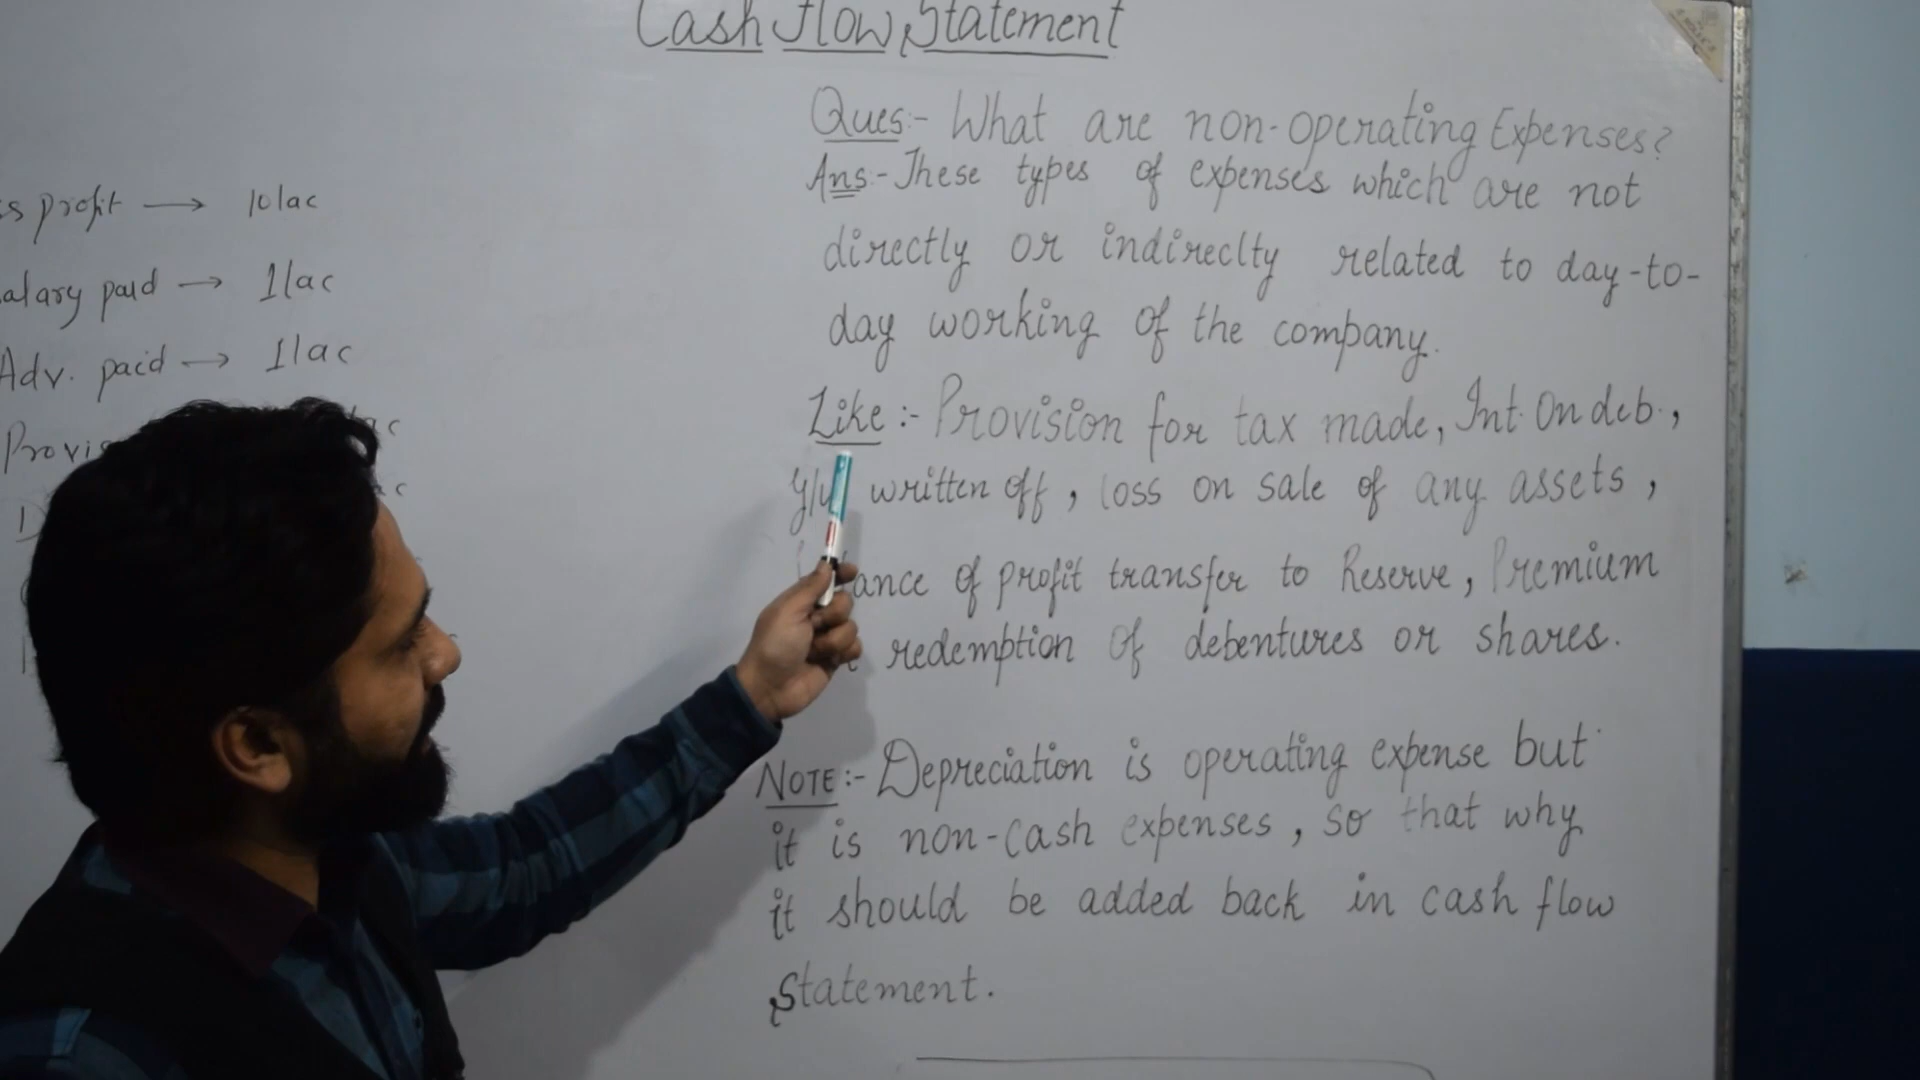 Cash Flow Statement
Ques:- What are non-operating Expenses?
Ans:- These types of expenses which are not
directly or indireclty related to day-to-
day working of the company.
Like :- Provision for tax made, Int. On deb.,
written off, loss on sale of any assets,
of profit transfer to Reserve, Premium
redemption of debentures or shares.
NOTE:- Depreciation is operating expense but
it is non-cash expenses, so that why
it should be added back in cash flow
statement.
profit → 10 lac
paid → 1 lac
Adv. paid → 1 lac